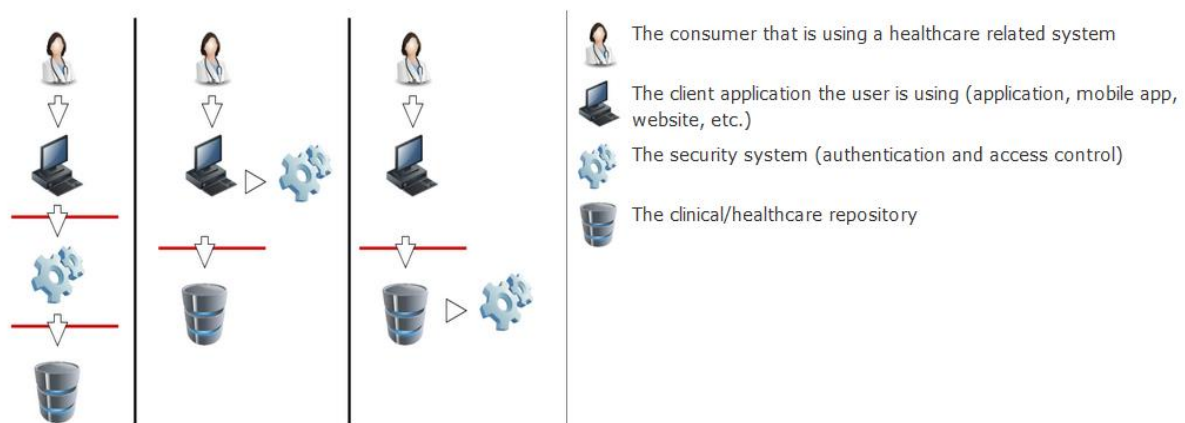 The consumer that is using a healthcare related system
The client application the user is using (application, mobile app,
website, etc.)
The security system (authentication and access control)
The clinical/healthcare repository